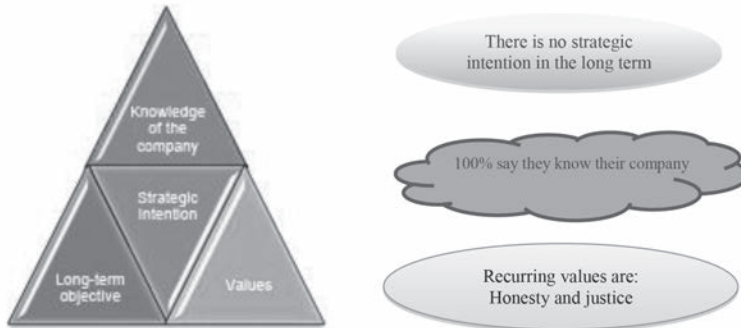 Knowledge
of the
company
Strategic
Intention
Long-term
objective
Values
There is no strategic
intention in the long term
100% say they know their company
Recurring values are:
Honesty and justice